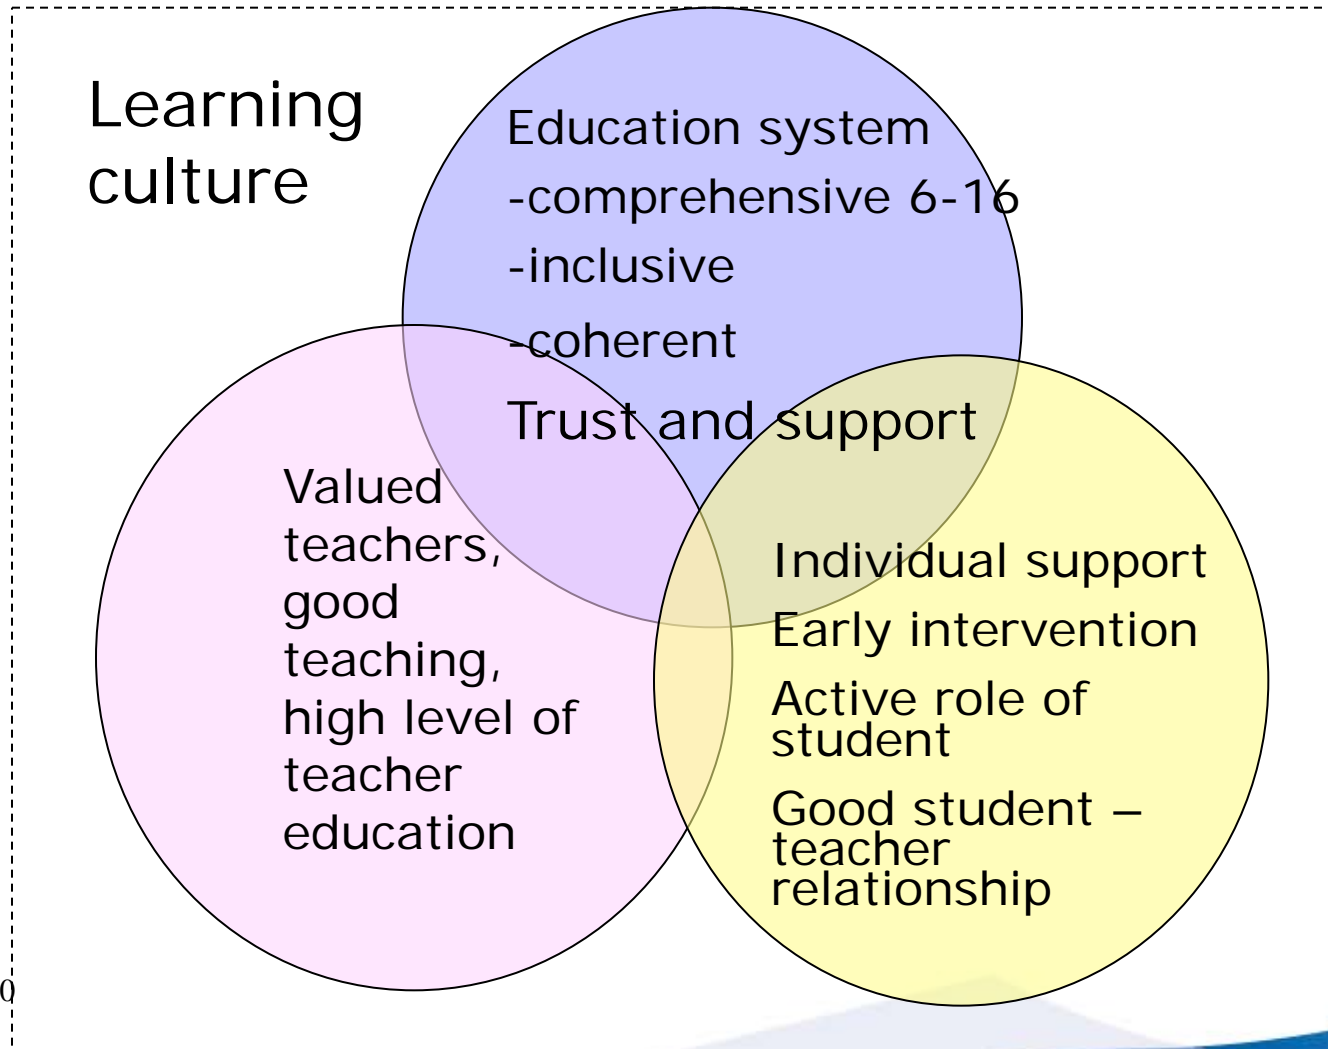 Learning
culture
Education system
-comprehensive 6-16
-inclusive
-coherent
Trust and support
Valued
teachers,
good
teaching,
high level of
teacher
education
Individual support
Early intervention
Active role of
student
Good student –
teacher
relationship
0